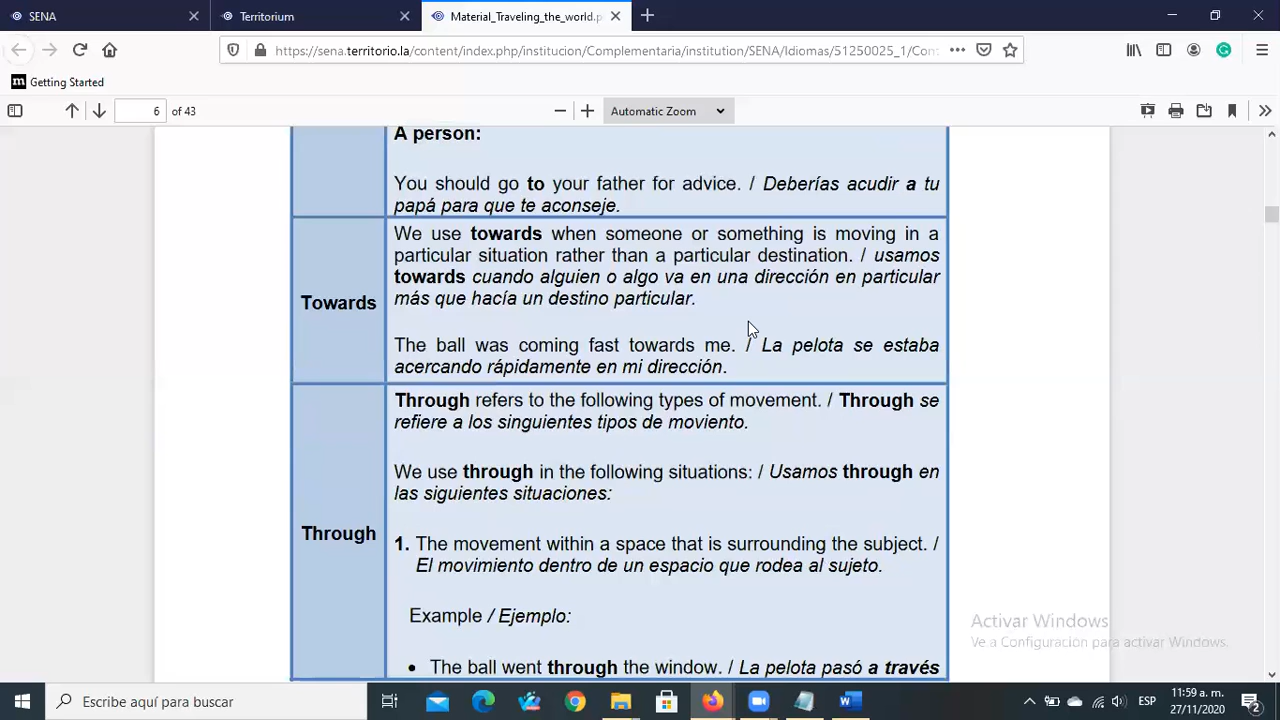 SENA
Territorium
Material_Traveling_the_world.p
https://sena.territorio.la/content/index.php/institucion/Complementaria/institution/SENA/Idiomas/51250025_1/Con
Getting Started
6 of 43
Automatic Zoom
A person:
You should go to your father for advice. / Deberías acudir a tu
papá para que te aconseje.
Towards
We use towards when someone or something is moving in a
particular situation rather than a particular destination. / usamos
towards cuando alguien o algo va en una dirección en particular
más que hacía un destino particular.
The ball was coming fast towards me. / La pelota se estaba
acercando rápidamente en mi dirección.
Through
Through refers to the following types of movement. / Through se
refiere a los singuientes tipos de moviento.
We use through in the following situations: / Usamos through en
las siguientes situaciones:
1. The movement within a space that is surrounding the subject. /
El movimiento dentro de un espacio que rodea al sujeto.
Example / Ejemplo:
• The ball went through the window. / La pelota pasó a través
Activar Windows
Ve a Configuración para activar Windows.
Escribe aquí para buscar
ESP
11:59 a. m.
27/11/2020
2